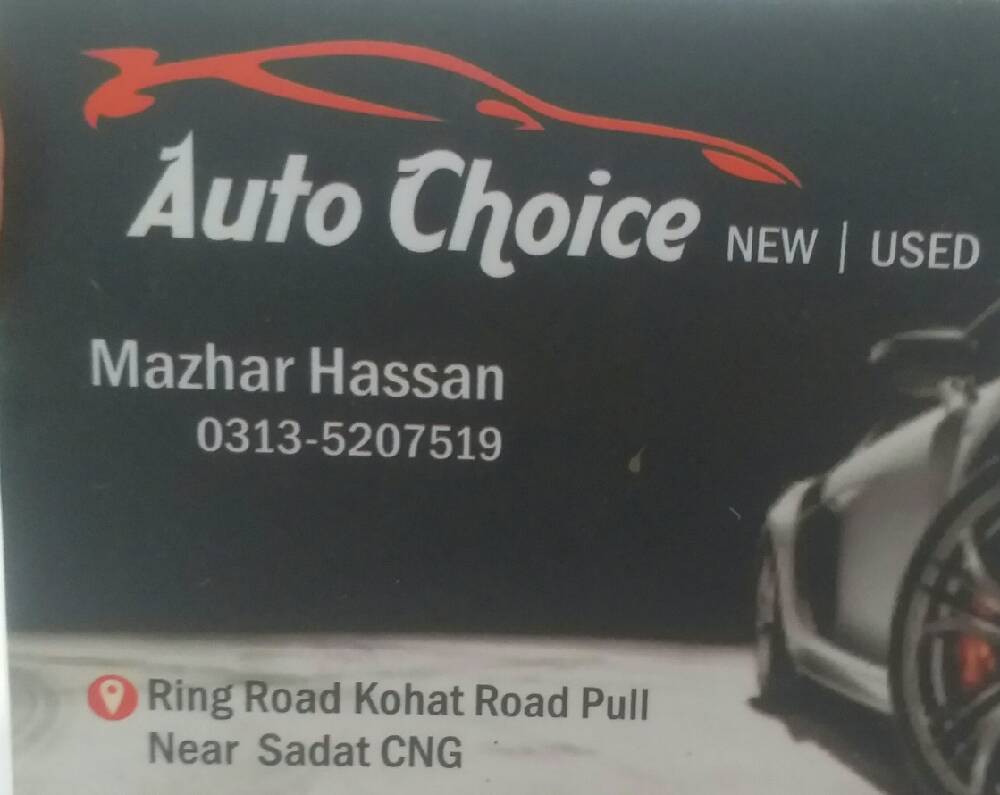 Auto Choice NEW | USED
Mazhar Hassan
0313-5207519
Ring Road Kohat Road Pull
Near Sadat CNG